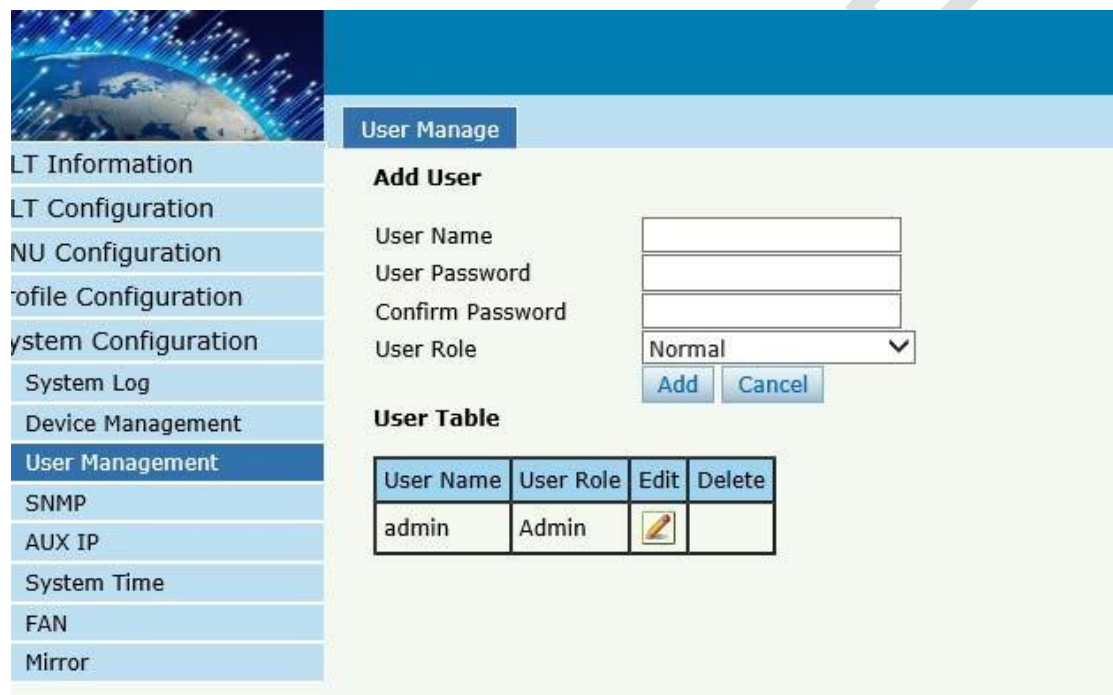 User Manage
LT Information
LT Configuration
NU Configuration
rofile Configuration
ystem Configuration
System Log
Device Management
User Management
SNMP
AUX IP
System Time
FAN
Mirror
Add User
User Name
User Password
Confirm Password
User Role Normal
Add Cancel
User Table
User Name User Role Edit Delete
admin Admin